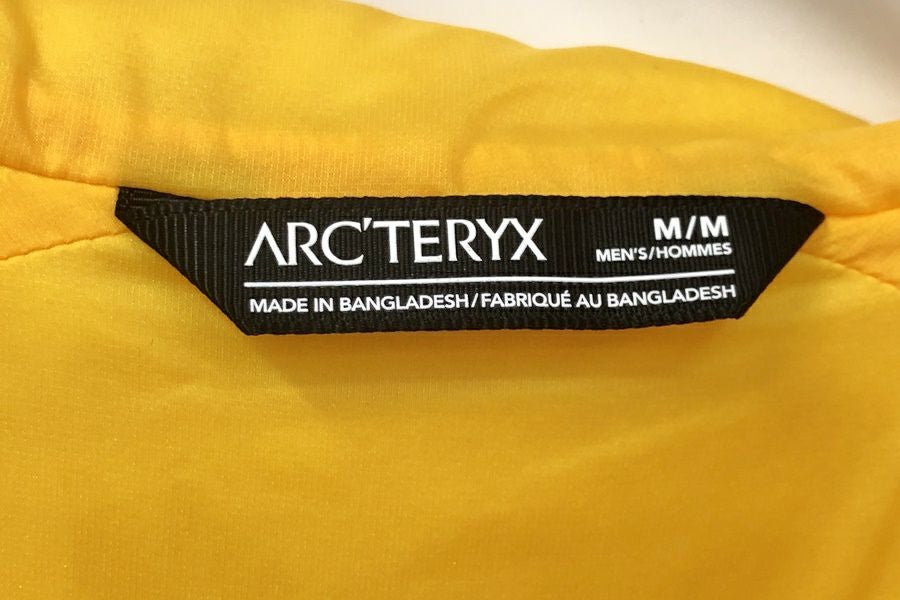 ARC'TERYX
M/M
MEN'S/HOMMES
MADE IN BANGLADESH/FABRIQUÉ AU BANGLADESH